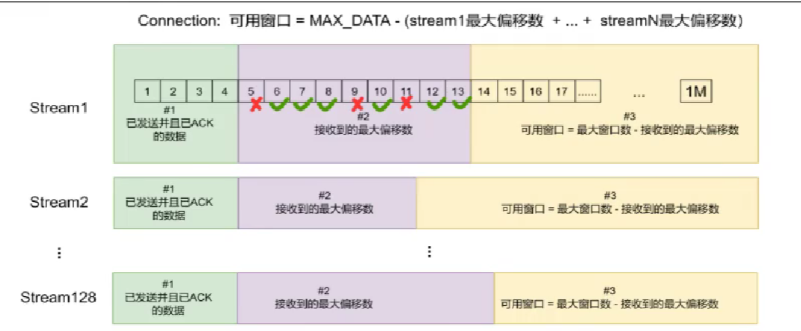 Connection: 可用窗口 = MAX_DATA - (stream1最大偏移数 + ... + streamN最大偏移数)
Stream1
1 2 3 4 5 6 7 8 9 10 11 12 13 14 15 16 17 ...... ... 1M
#1
已发送并且已ACK
的数据
#2
接收到的最大偏移数
#3
可用窗口 = 最大窗口数 - 接收到的最大偏移数
Stream2
#1
已发送并且已ACK
的数据
#2
接收到的最大偏移数
#3
可用窗口 = 最大窗口数 - 接收到的最大偏移数
Stream128
#1
已发送并且已ACK
的数据
#2
接收到的最大偏移数
#3
可用窗口 = 最大窗口数 - 接收到的最大偏移数